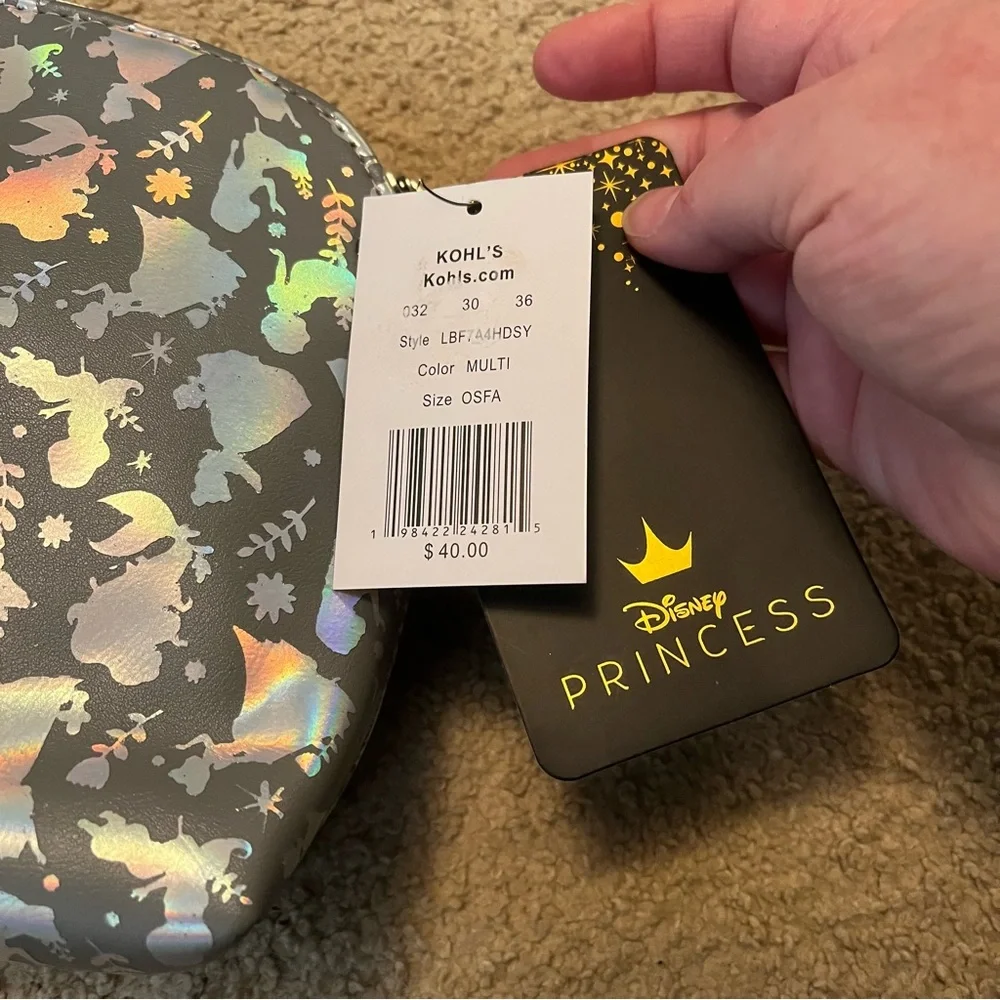 KOHL'S
Kohls.com
032 30 36
Style LBF7A4HDSY
Color MULTI
Size OSFA
1 98422 24281 5
$40.00
Disney
PRINCESS